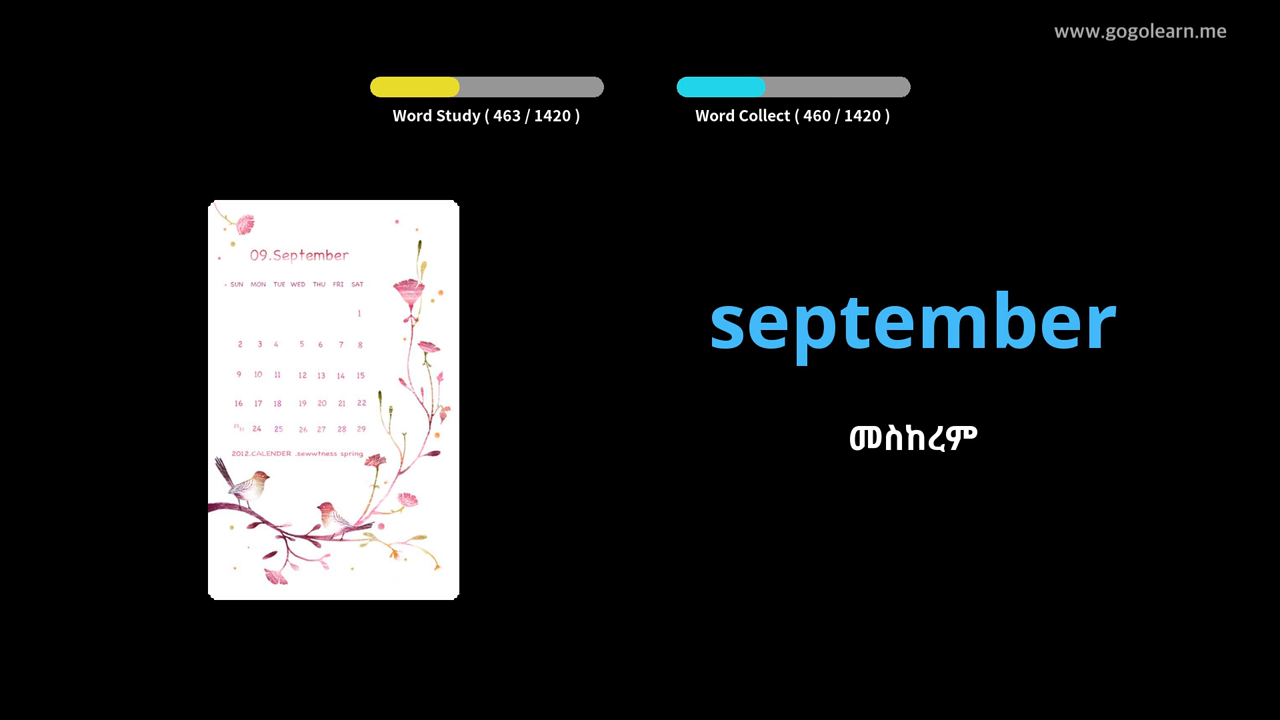 www.gogolearn.me
Word Study ( 463 / 1420 )
Word Collect ( 460 / 1420 )
09.September
SUN MON TUE WED THU FRI SAT
1
2 3 4 5 6 7 8
9 10 11 12 13 14 15
16 17 18 19 20 21 22
24 25 26 27 28 29
2012.CALENDER .sewwtness spring
september
መስከረም